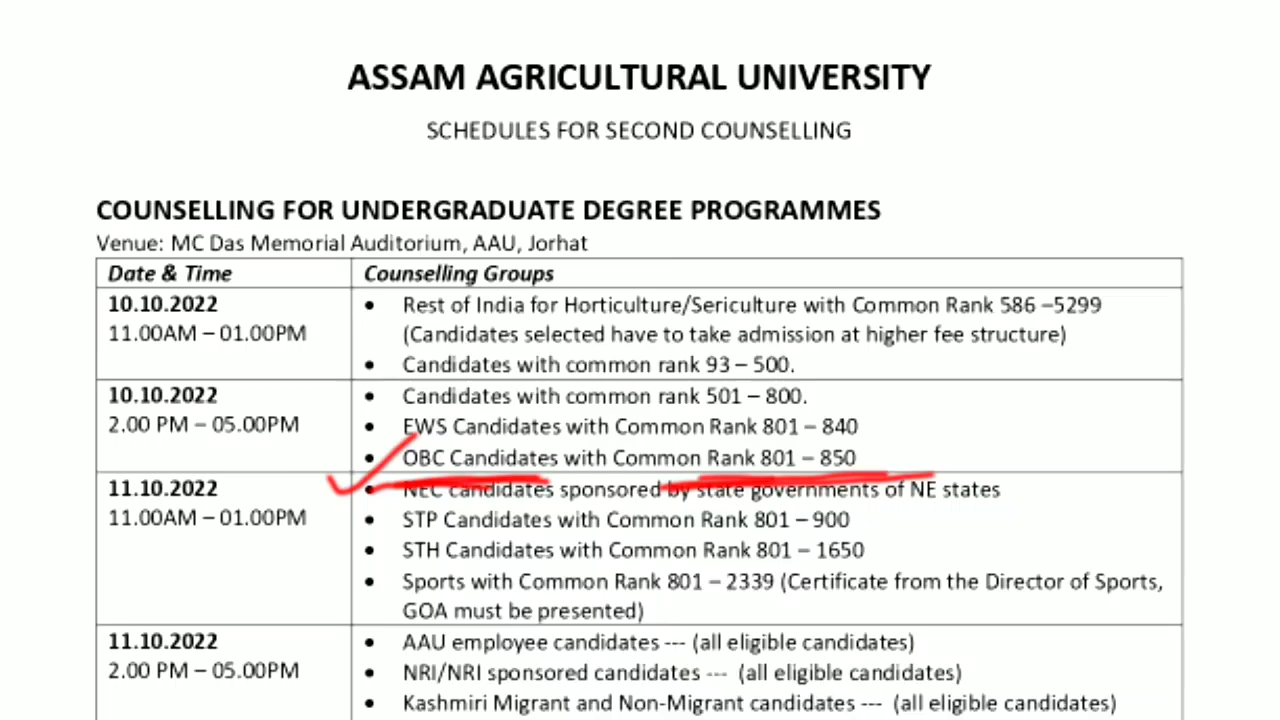 ASSAM AGRICULTURAL UNIVERSITY
SCHEDULES FOR SECOND COUNSELLING
COUNSELLING FOR UNDERGRADUATE DEGREE PROGRAMMES
Venue: MC Das Memorial Auditorium, AAU, Jorhat
Date & Time Counselling Groups
10.10.2022 • Rest of India for Horticulture/Sericulture with Common Rank 586 –5299
11.00AM – 01.00PM (Candidates selected have to take admission at higher fee structure)
• Candidates with common rank 93 – 500.
10.10.2022 • Candidates with common rank 501 – 800.
2.00 PM – 05.00PM • EWS Candidates with Common Rank 801 – 840
• OBC Candidates with Common Rank 801 – 850
11.10.2022 • NEC candidates sponsored by state governments of NE states
11.00AM – 01.00PM • STP Candidates with Common Rank 801 – 900
• STH Candidates with Common Rank 801 – 1650
• Sports with Common Rank 801 – 2339 (Certificate from the Director of Sports,
GOA must be presented)
11.10.2022 • AAU employee candidates --- (all eligible candidates)
2.00 PM – 05.00PM • NRI/NRI sponsored candidates --- (all eligible candidates)
• Kashmiri Migrant and Non-Migrant candidates --- (all eligible candidates)